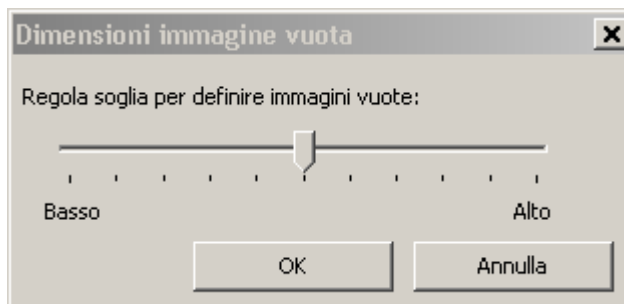 Dimensioni immagine vuota
Regola soglia per definire immagini vuote:
Basso Alto
OK Annulla